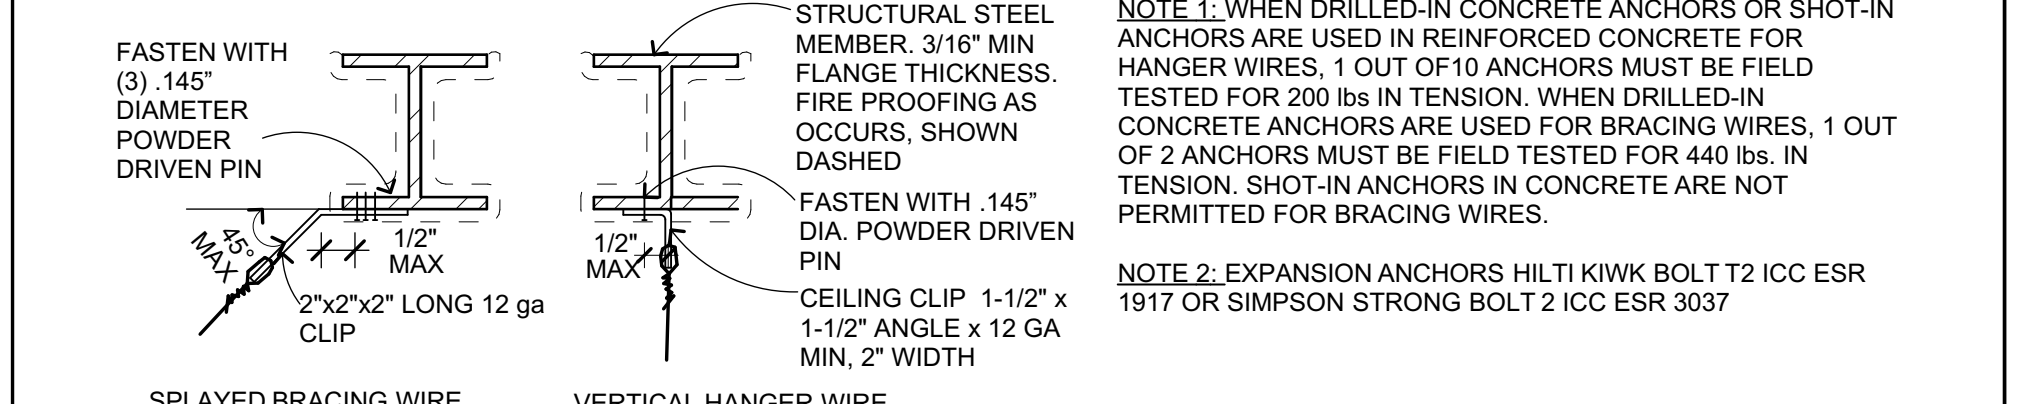 FASTEN WITH
(3) .145”
DIAMETER
POWDER
DRIVEN PIN
45°
MAX
1/2"
MAX
2"x2"x2" LONG 12 ga
CLIP
SPLAYED BRACING WIRE
STRUCTURAL STEEL
MEMBER. 3/16" MIN
FLANGE THICKNESS.
FIRE PROOFING AS
OCCURS, SHOWN
DASHED
FASTEN WITH .145”
DIA. POWDER DRIVEN
PIN
1/2"
MAX
CEILING CLIP 1-1/2" x
1-1/2" ANGLE x 12 GA
MIN, 2" WIDTH
VERTICAL HANGER WIRE
NOTE 1: WHEN DRILLED-IN CONCRETE ANCHORS OR SHOT-IN
ANCHORS ARE USED IN REINFORCED CONCRETE FOR
HANGER WIRES, 1 OUT OF10 ANCHORS MUST BE FIELD
TESTED FOR 200 lbs IN TENSION. WHEN DRILLED-IN
CONCRETE ANCHORS ARE USED FOR BRACING WIRES, 1 OUT
OF 2 ANCHORS MUST BE FIELD TESTED FOR 440 lbs. IN
TENSION. SHOT-IN ANCHORS IN CONCRETE ARE NOT
PERMITTED FOR BRACING WIRES.
NOTE 2: EXPANSION ANCHORS HILTI KIWK BOLT T2 ICC ESR
1917 OR SIMPSON STRONG BOLT 2 ICC ESR 3037